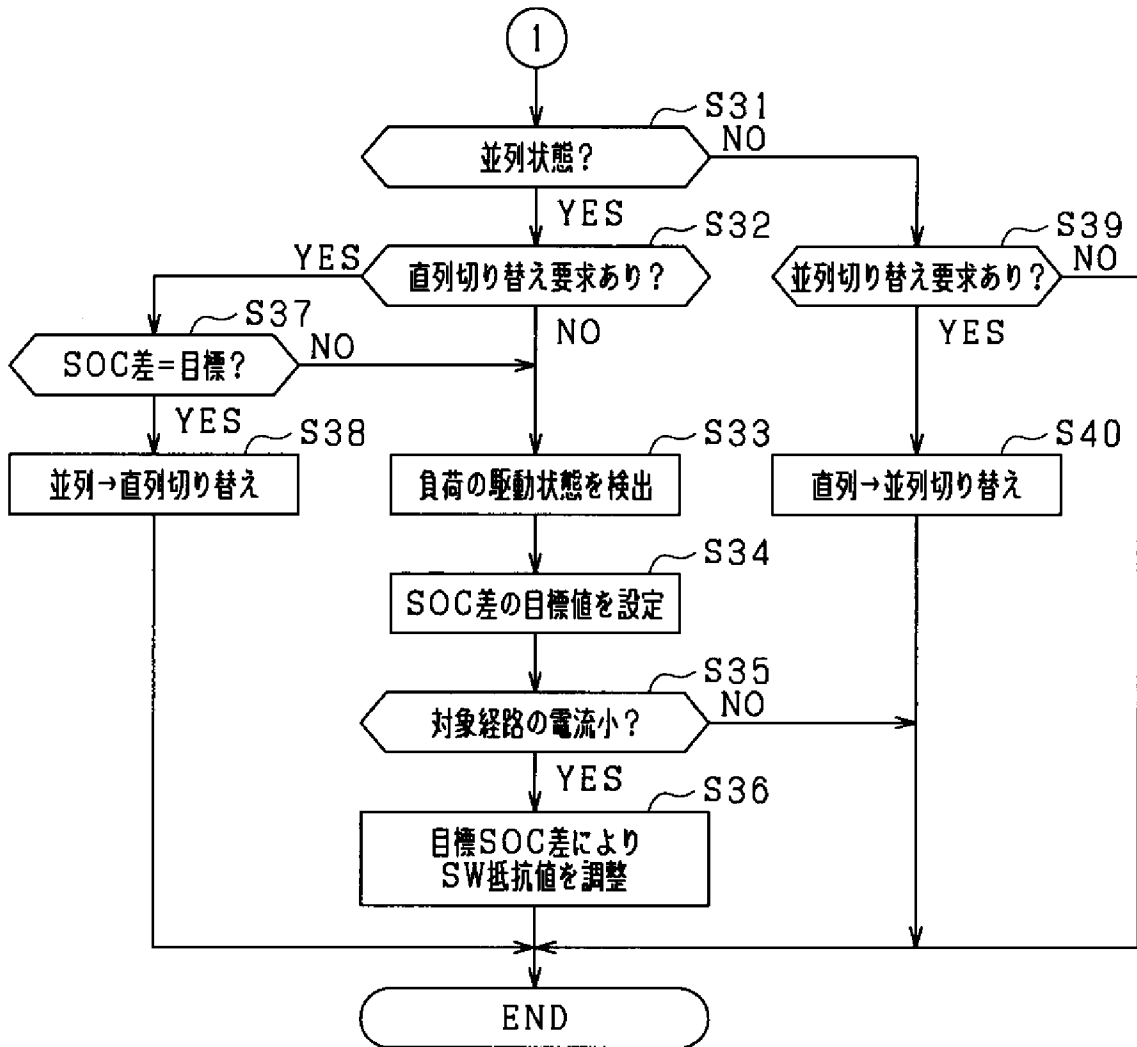 1
S31
並列状態?
NO
YES
S32
直列切り替え要求あり?
YES
NO
S39
並列切り替え要求あり?
NO
YES
S37
SOC差=目標?
NO
YES
S38
並列→直列切り替え
S33
負荷の駆動状態を検出
S40
直列→並列切り替え
S34
SOC差の目標値を設定
S35
対象経路の電流小?
NO
YES
S36
目標SOC差により
SW抵抗値を調整
END